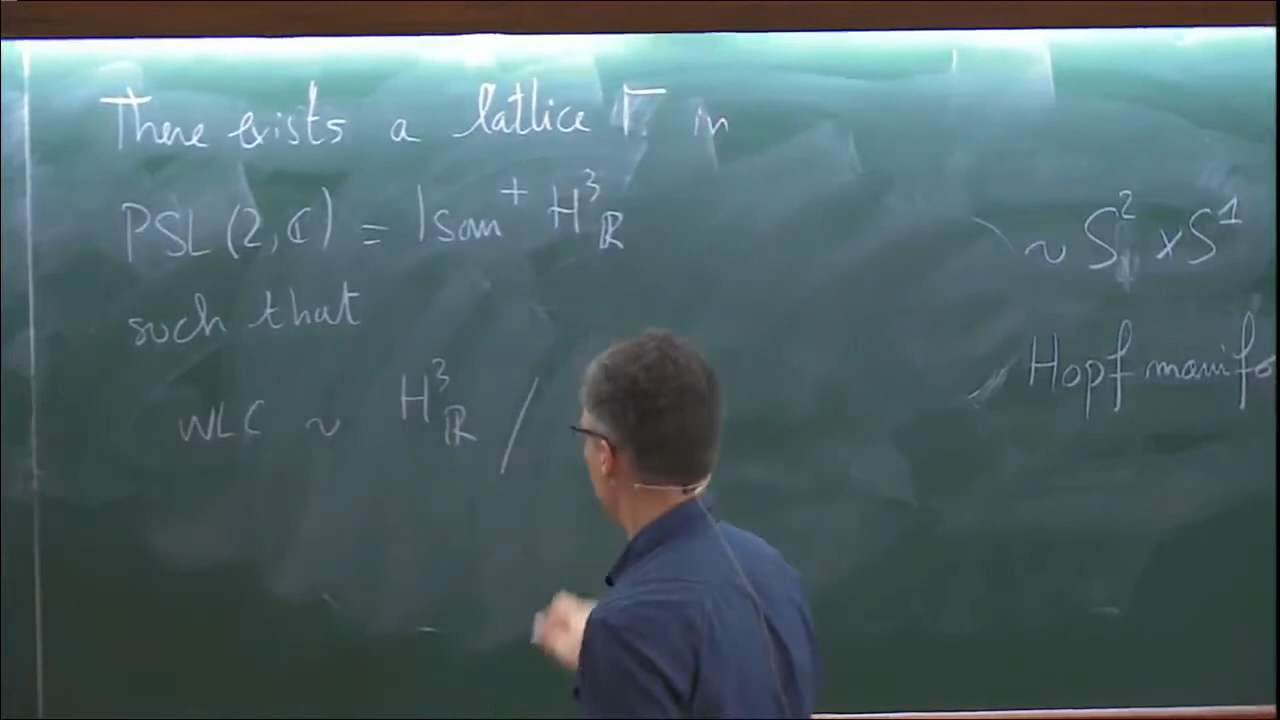 There exists a lattice Γ in
PSL(2,ℂ) = Isom⁺ H³_ℝ
such that
WLC ~ H³_ℝ /
~ S² × S¹
Hopf manifo